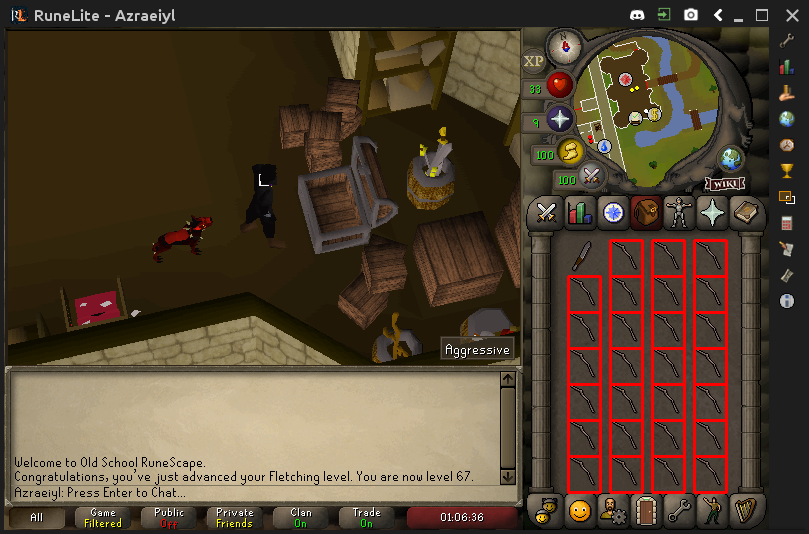 RuneLite - Azraeiyl
XP
33
9
100
100
WIKI
$
Aggressive
Welcome to Old School RuneScape.
Congratulations, you've just advanced your Fletching level. You are now level 67.
Azraeiyl: Press Enter to Chat...
All
Game
Filtered
Public
Off
Private
Friends
Clan
On
Trade
On
01:06:36